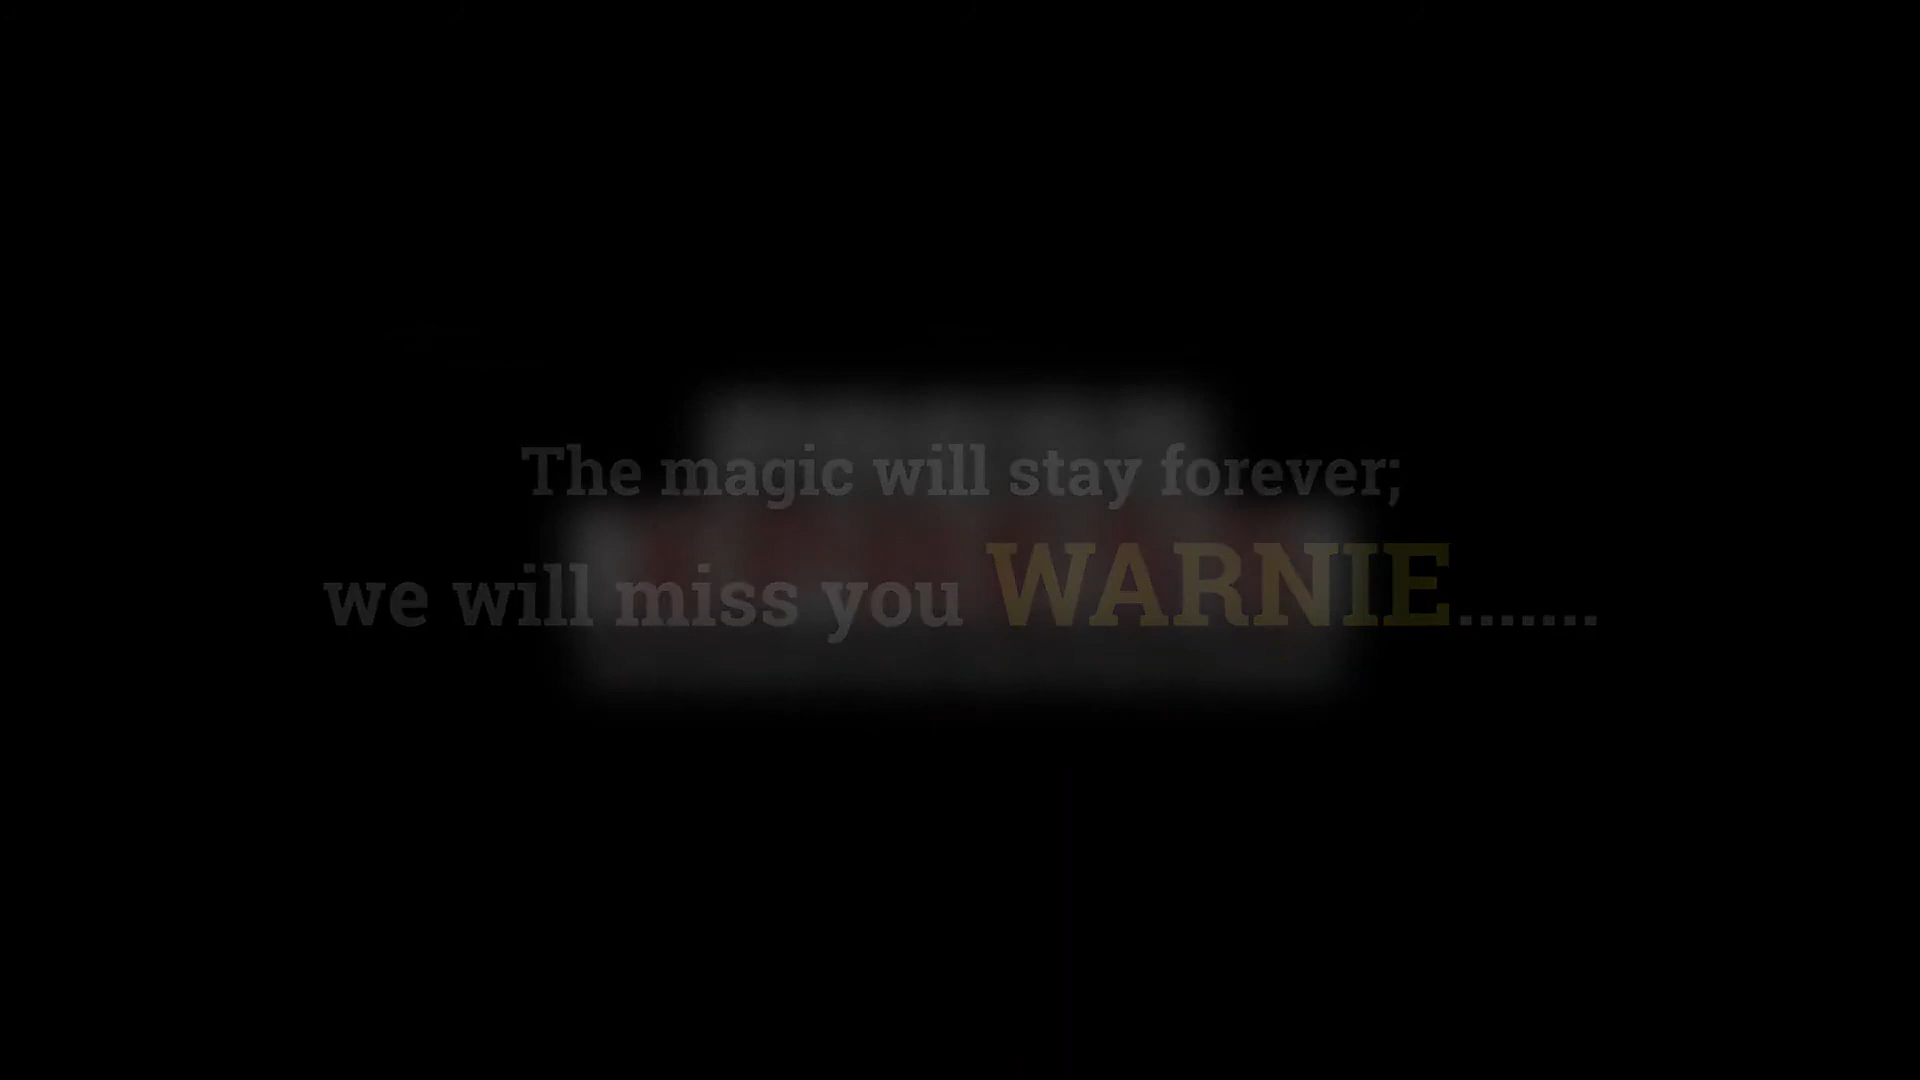 The magic will stay forever;
we will miss you WARNIE.......